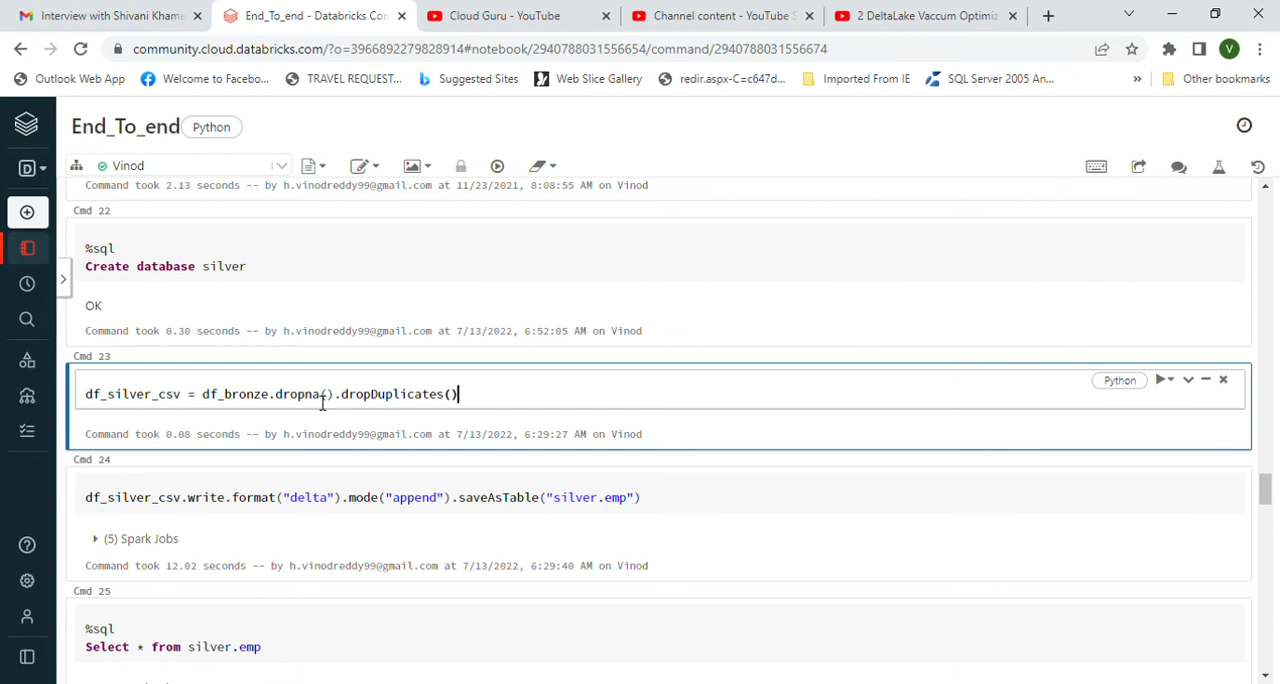 Interview with Shivani Khame
End_To_end - Databricks Com
Cloud Guru - YouTube
Channel content - YouTube S
2 DeltaLake Vaccum Optimiz
community.cloud.databricks.com/?o=3966892279828914#notebook/2940788031556654/command/2940788031556674
V
Outlook Web App
Welcome to Facebo...
TRAVEL REQUEST...
Suggested Sites
Web Slice Gallery
redir.aspx-C=c647d...
Imported From IE
SQL Server 2005 An...
»
Other bookmarks
End_To_end
Python
D
Vinod
Command took 2.13 seconds -- by h.vinodreddy99@gmail.com at 11/23/2021, 8:08:55 AM on Vinod
Cmd 22
%sql
Create database silver
OK
Command took 0.30 seconds -- by h.vinodreddy99@gmail.com at 7/13/2022, 6:52:05 AM on Vinod
Cmd 23
Python
df_silver_csv = df_bronze.dropna().dropDuplicates()
Command took 0.08 seconds -- by h.vinodreddy99@gmail.com at 7/13/2022, 6:29:27 AM on Vinod
Cmd 24
df_silver_csv.write.format("delta").mode("append").saveAsTable("silver.emp")
(5) Spark Jobs
Command took 12.02 seconds -- by h.vinodreddy99@gmail.com at 7/13/2022, 6:29:40 AM on Vinod
Cmd 25
%sql
Select * from silver.emp